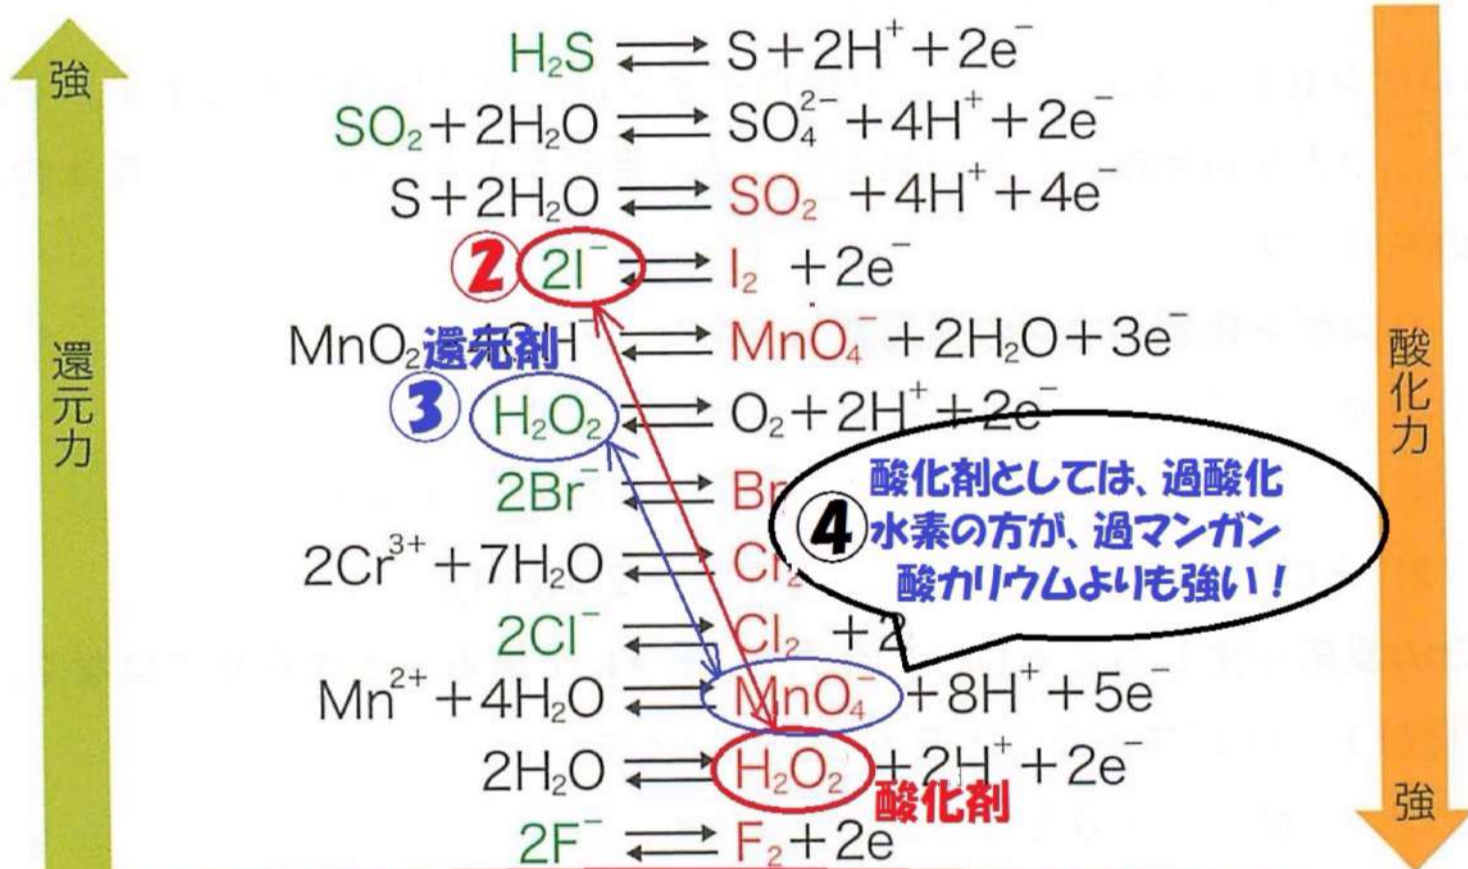 強
還元力
H₂S ⇄ S+2H⁺+2e⁻
SO₂+2H₂O ⇄ SO₄²⁻+4H⁺+2e⁻
S+2H₂O ⇄ SO₂ +4H⁺+4e⁻
② 2I⁻ ⇄ I₂ +2e⁻
MnO₂ ⇄ MnO₄⁻+2H₂O+3e⁻
還元剤
③ H₂O₂ ⇄ O₂+2H⁺+2e⁻
2Br⁻ ⇄ Br
2Cr³⁺+7H₂O ⇄ Cr₂
2Cl⁻ ⇄ Cl₂ +2
Mn²⁺+4H₂O ⇄ MnO₄⁻+8H⁺+5e⁻
2H₂O ⇄ H₂O₂+2H⁺+2e⁻
酸化剤
2F⁻ ⇄ F₂+2e
④
酸化剤としては、過酸化
水素の方が、過マンガン
酸カリウムよりも強い！
酸化力
強